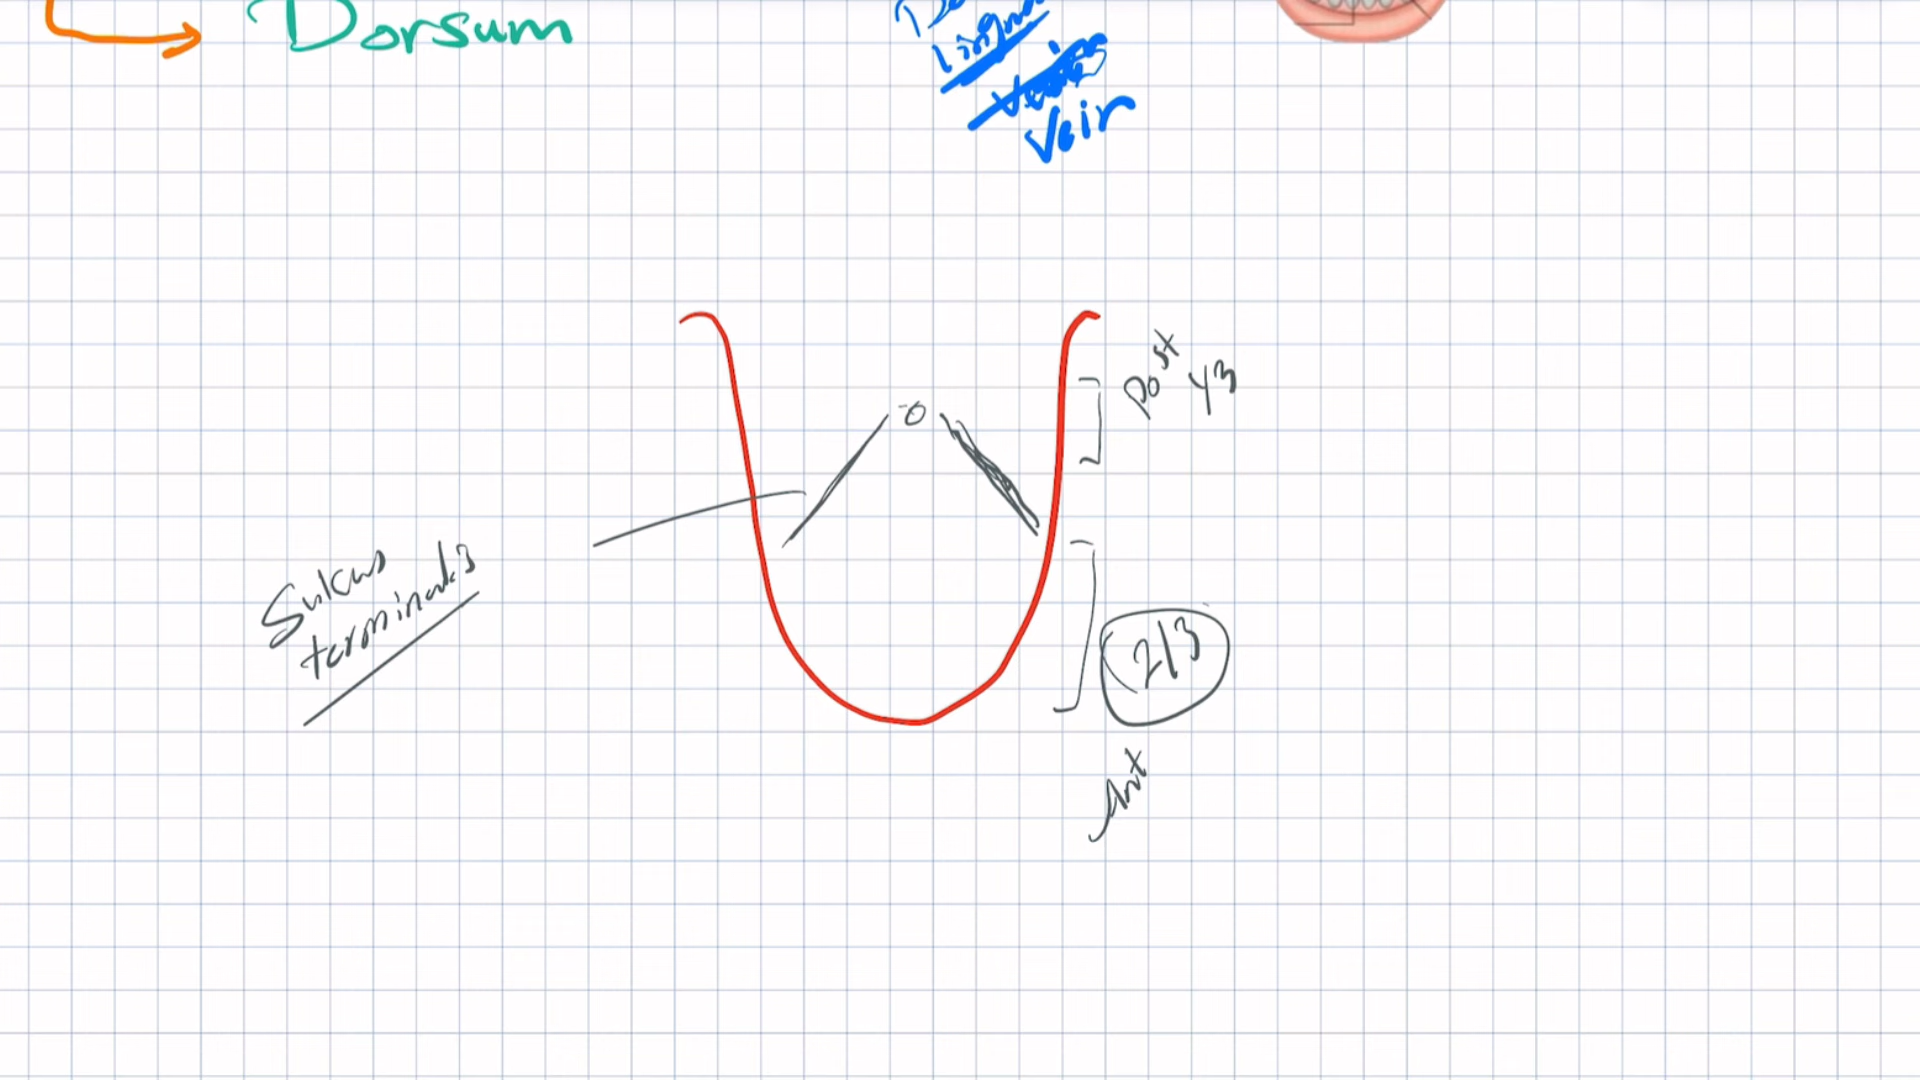 Dorsum
Vein
post
1/3
Sulcus
terminalis
2/3
Ant